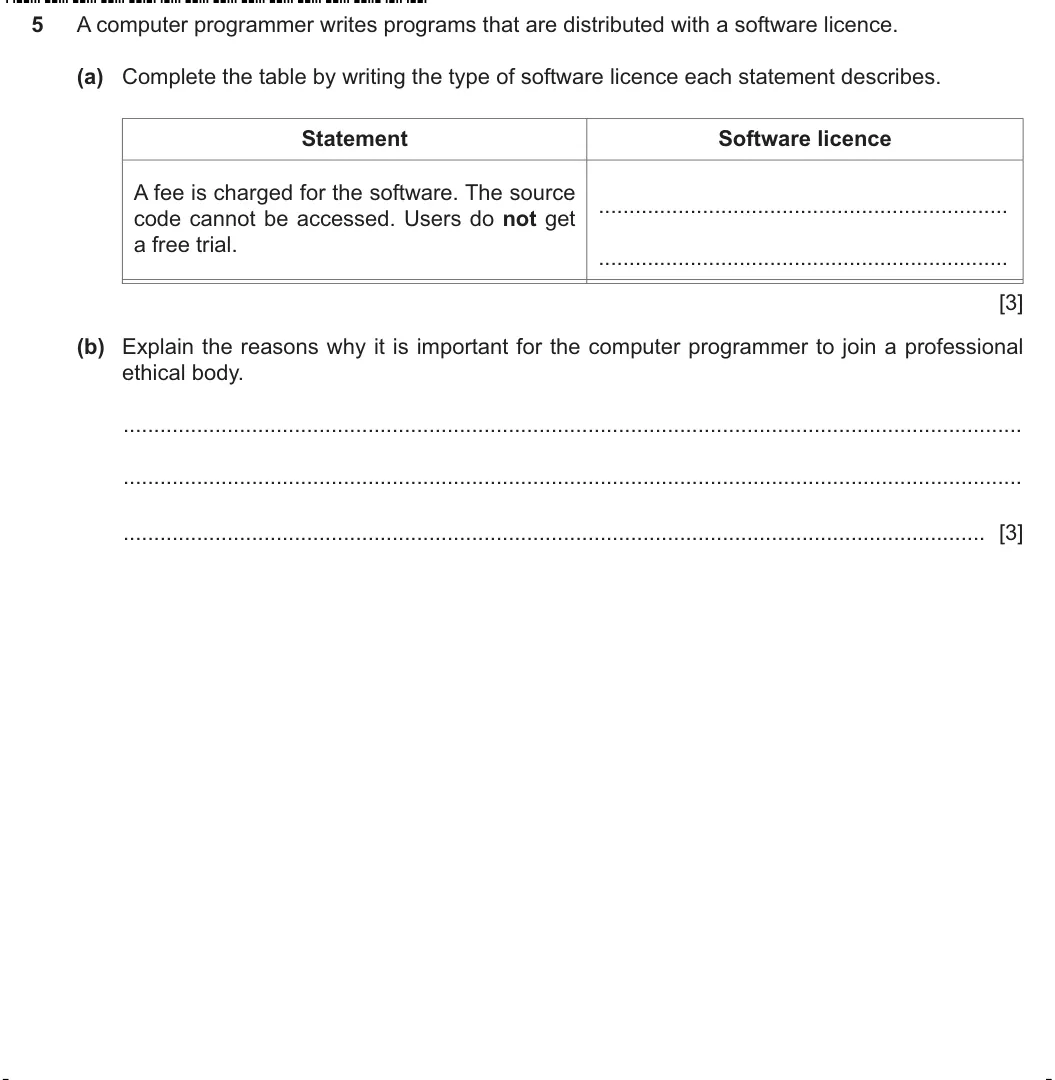 5 A computer programmer writes programs that are distributed with a software licence.
(a) Complete the table by writing the type of software licence each statement describes.
Statement Software licence
A fee is charged for the software. The source
code cannot be accessed. Users do not get
a free trial.
...................................................................
...................................................................
[3]
(b) Explain the reasons why it is important for the computer programmer to join a professional
ethical body.
...................................................................................................................................................
...................................................................................................................................................
............................................................................................................................................. [3]